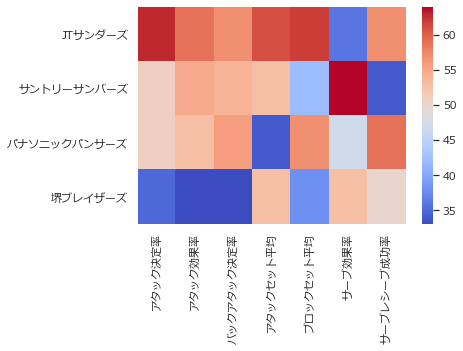 JTサンダーズ
サントリーサンバーズ
パナソニックパンサーズ
堺ブレイザーズ
アタック決定率
アタック効果率
バックアタック決定率
アタックセット平均
ブロックセット平均
サーブ効果率
サーブレシーブ成功率
60
55
50
45
40
35